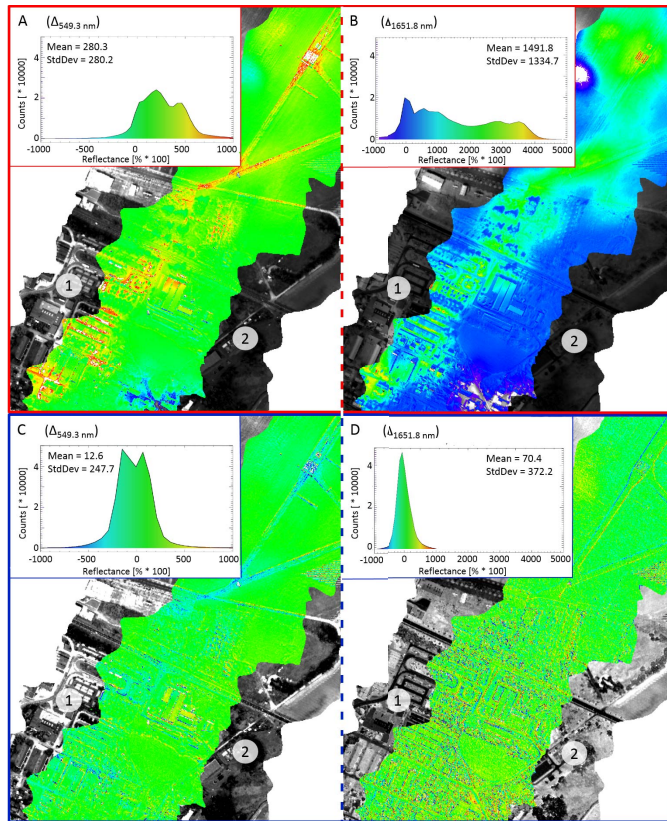 A (Δ549.3 nm)
Mean = 280.3
StdDev = 280.2
Counts [ * 10000]
4
2
0
-1000 -500 0 500 1000
Reflectance [% * 100]
B (Δ1651.8 nm)
Mean = 1491.8
StdDev = 1334.7
Counts [ * 10000]
4
2
0
-1000 0 1000 2000 3000 4000 5000
Reflectance [% * 100]
1
2
1
2
C (Δ549.3 nm)
Mean = 12.6
StdDev = 247.7
Counts [ * 10000]
4
2
0
-1000 -500 0 500 1000
Reflectance [% * 100]
D (Δ1651.8 nm)
Mean = 70.4
StdDev = 372.2
Counts [ * 10000]
4
2
0
-1000 0 1000 2000 3000 4000 5000
Reflectance [% * 100]
1
2
1
2